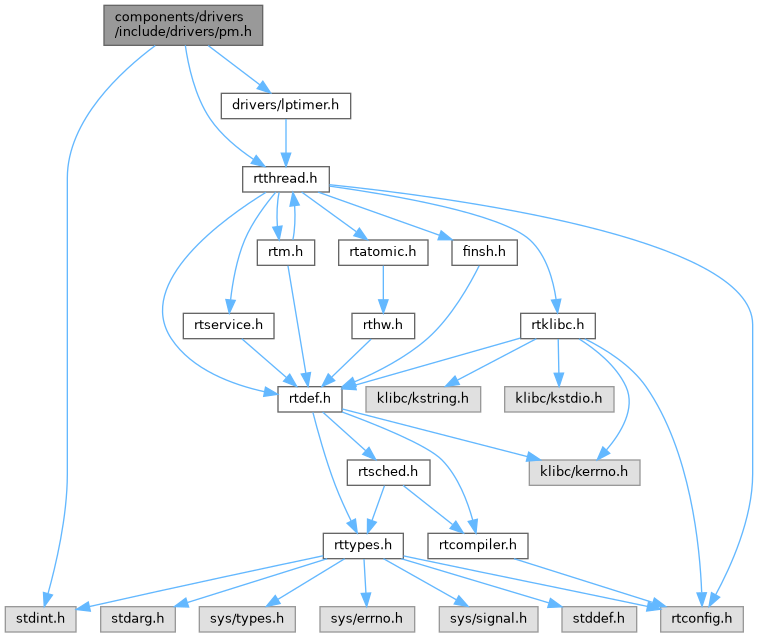 components/drivers
/include/drivers/pm.h
drivers/lptimer.h
rtthread.h
rtm.h
rtatomic.h
finsh.h
rtservice.h
rthw.h
rtklibc.h
rtdef.h
klibc/kstring.h
klibc/kstdio.h
rtsched.h
klibc/kerrno.h
rttypes.h
rtcompiler.h
stdint.h
stdarg.h
sys/types.h
sys/errno.h
sys/signal.h
stddef.h
rtconfig.h